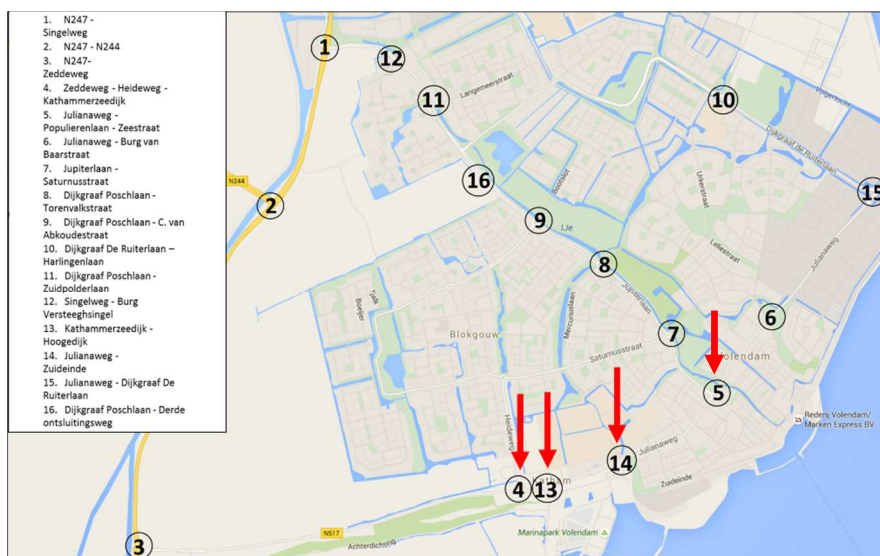 1. N247 -
Singelweg
2. N247 - N244
3. N247-
Zeddeweg
4. Zeddeweg - Heideweg -
Kathammerzeedijk
5. Julianaweg -
Populierenlaan - Zeestraat
6. Julianaweg - Burg van
Baarstraat
7. Jupiterlaan -
Saturnusstraat
8. Dijkgraaf Poschlaan -
Torenvalkstraat
9. Dijkgraaf Poschlaan - C. van
Abkoudestraat
10. Dijkgraaf De Ruiterlaan –
Harlingenlaan
11. Dijkgraaf Poschlaan -
Zuidpolderlaan
12. Singelweg - Burg
Versteeghsingel
13. Kathammerzeedijk -
Hoogedijk
14. Julianaweg -
Zuideinde
15. Julianaweg - Dijkgraaf De
Ruiterlaan
16. Dijkgraaf Poschlaan - Derde
ontsluitingsweg
1
12
Langemeerstraat
11
10
Volgertocht
Dijkgraaf de Ruiterlaan
N244
2
16
Bootslot
Urkerstraat
15
9
IJe
8
Lellestraat
Julianaweg
Tjalk
Boeijer
Mercuriuslaan
Jupiterlaan
Blokgouw
7
6
Saturnusstraat
Volendam
5
Heideweg
Rederij Volendam/
Marken Express BV
14
Julianaweg
4
13
Zuideinde
N517
Marinapark Volendam
3
Achterdichting